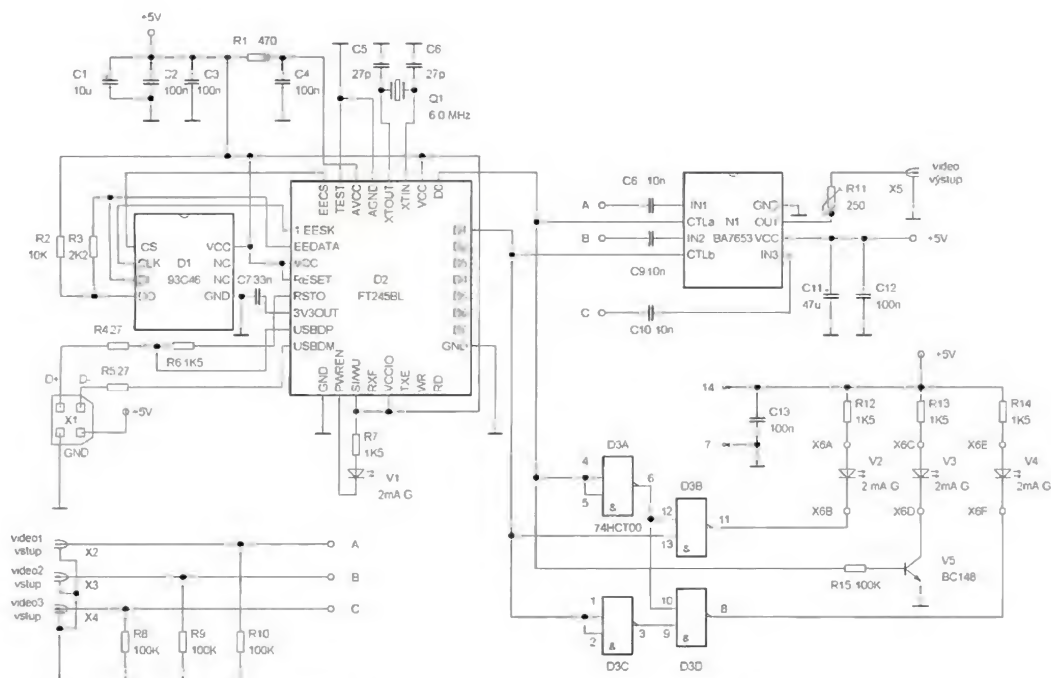 +5V
R1 470
C1
10u
C2
100n
C3
100n
C4
100n
C5
27p
C6
27p
Q1
6.0 MHz
EECS
TEST
AVCC
AGND
XTOUT
XTIN
VCC
D0
R2
10K
R3
2K2
CS
CLK
DO
D1
93C46
VCC
NC
NC
GND
C7 33n
EESK
EEDATA
VCC
RESET
RSTO
3V3OUT
USBDP
USBDM
D2
FT245BL
GND
GND
PWREN
SI/WU
RXF
VCCIO
TXE
WR
RD
R4 27
R6 1K5
R5 27
D+
D-
X1
+5V
GND
R7
1K5
V1
2mA G
C6 10n
A
B
C9 10n
C
C10 10n
IN1
CTLa
IN2
CTLb
N1
BA7653
GND
OUT
VCC
IN3
R11
250
video
výstup
X5
+5V
C11
47u
C12
100n
+5V
14
7
C13
100n
R12
1K5
R13
1K5
R14
1K5
X6A
X6C
X6E
V2
2 mA G
V3
2mA G
V4
2mA G
X6B
X6D
X6F
D3A
4
5
6
&
74HCT00
D3B
12
13
11
&
R15 100K
V5
BC148
1
2
3
&
D3C
10
9
8
&
D3D
video1
vstup
X2
A
video2
vstup
X3
B
video3
vstup
X4
C
R8
100K
R9
100K
R10
100K